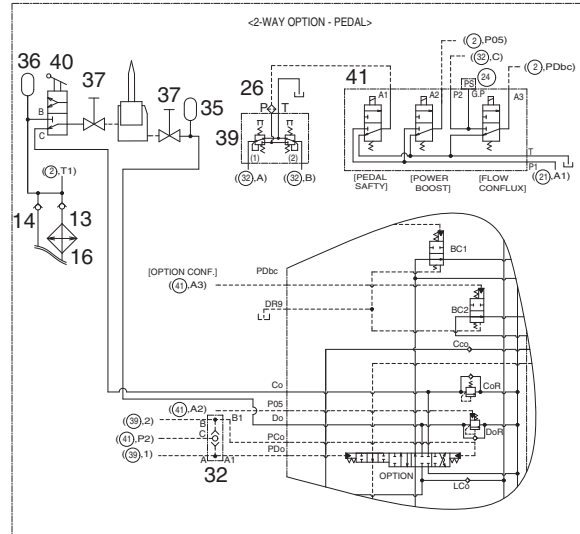 <2-WAY OPTION - PEDAL>
36
40
37
37
35
26
41
B
C
P T
39
(1) (2)
(32,A)
(32,B)
A1
A2
P2
PS
24
G.P
A3
(2,P05)
(32,C)
(2,PDbc)
T
P1
(21,A1)
[PEDAL SAFTY]
[POWER BOOST]
[FLOW CONFLUX]
(2,T1)
14
13
16
[OPTION CONF.]
(41,A3)
PDbc
DR9
BC1
BC2
Cco
Co
CoR
(41,A2)
P05
Do
DoR
(39,2)
B
B1
(41,P2)
C
PCo
(39,1)
PDo
A
A1
32
OPTION
LCo